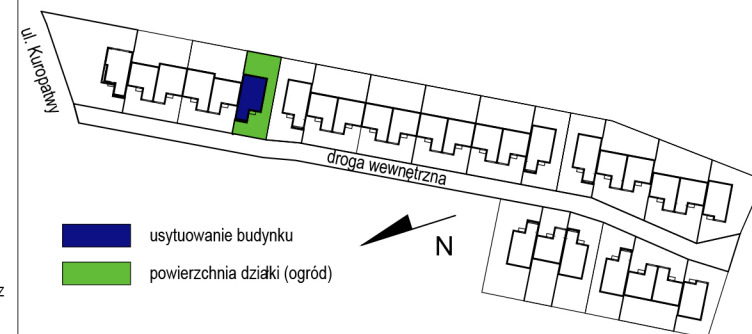 ul. Kuropatwy
droga wewnętrzna
usytuowanie budynku
N
powierzchnia działki (ogród)
z